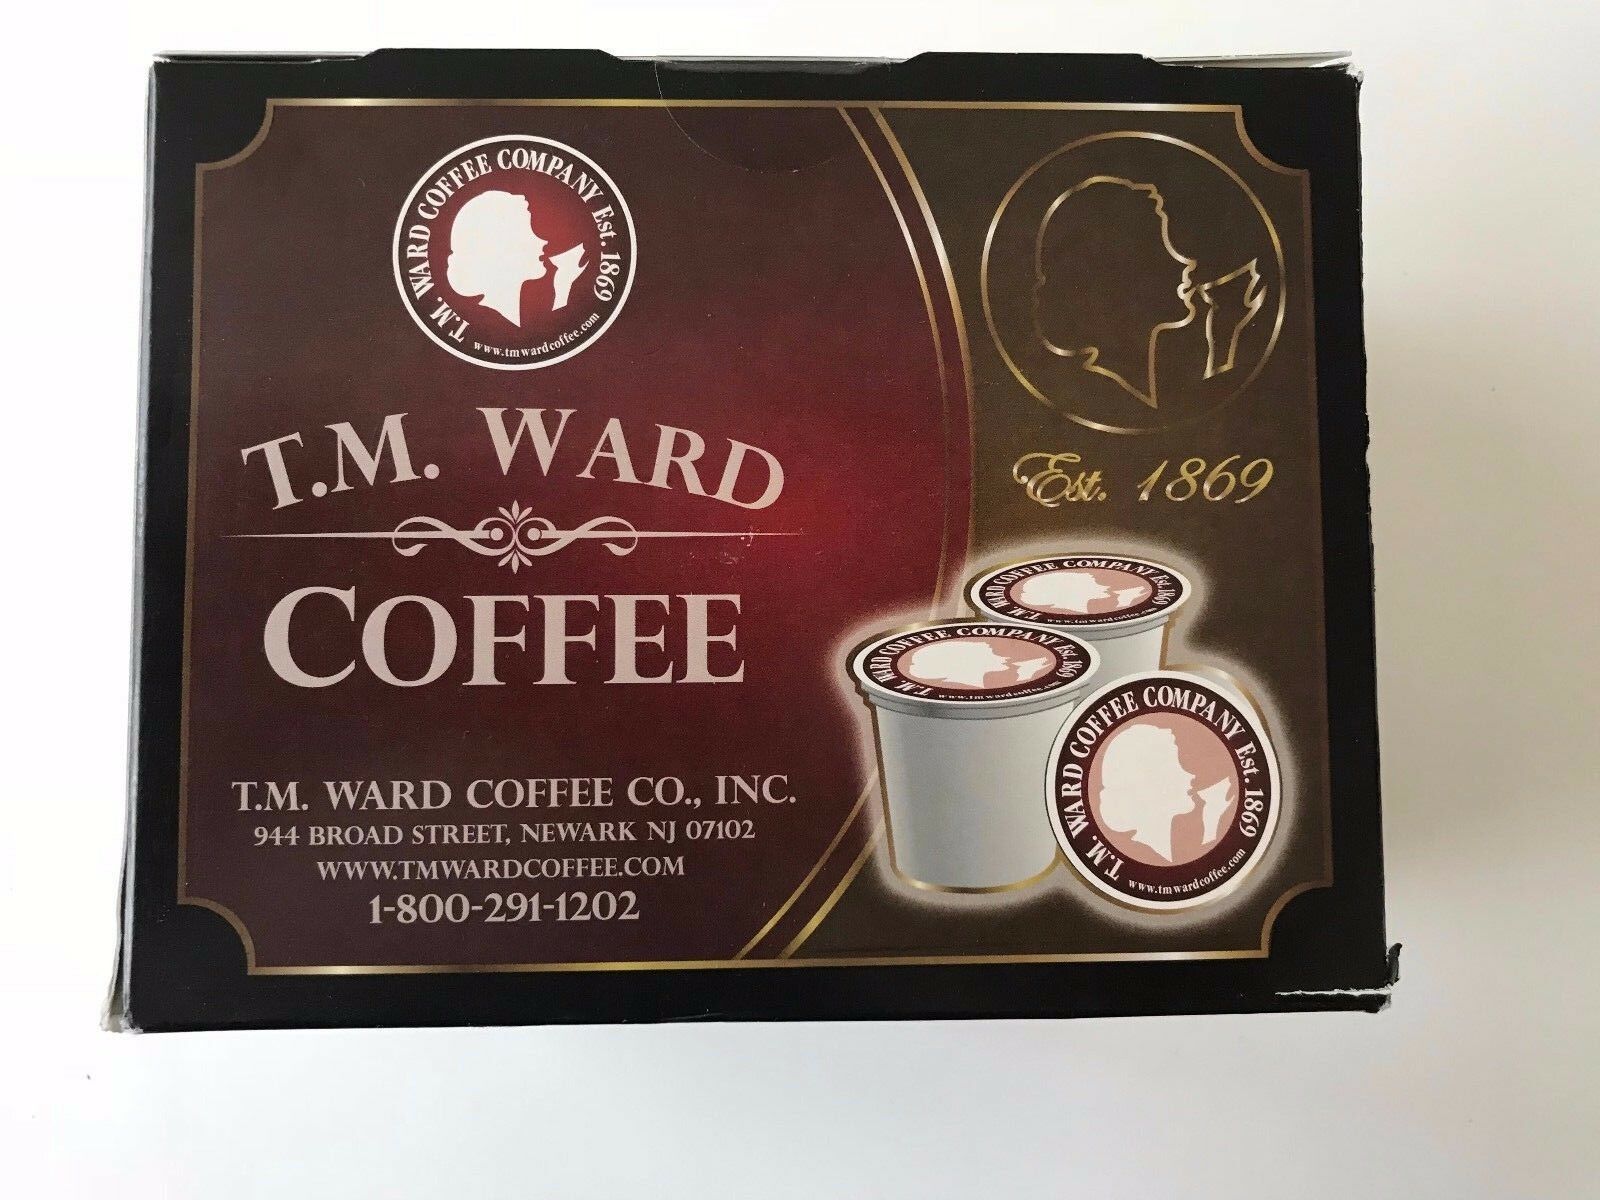 T.M. WARD COFFEE COMPANY Est. 1869
www.tmwardcoffee.com
T.M. WARD
COFFEE
T.M. WARD COFFEE CO., INC.
944 BROAD STREET, NEWARK NJ 07102
WWW.TMWARDCOFFEE.COM
1-800-291-1202
Est. 1869
T.M. WARD COFFEE COMPANY Est. 1869
www.tmwardcoffee.com
T.M. WARD COFFEE COMPANY Est. 1869
www.tmwardcoffee.com
T.M. WARD COFFEE COMPANY Est. 1869
www.tmwardcoffee.com